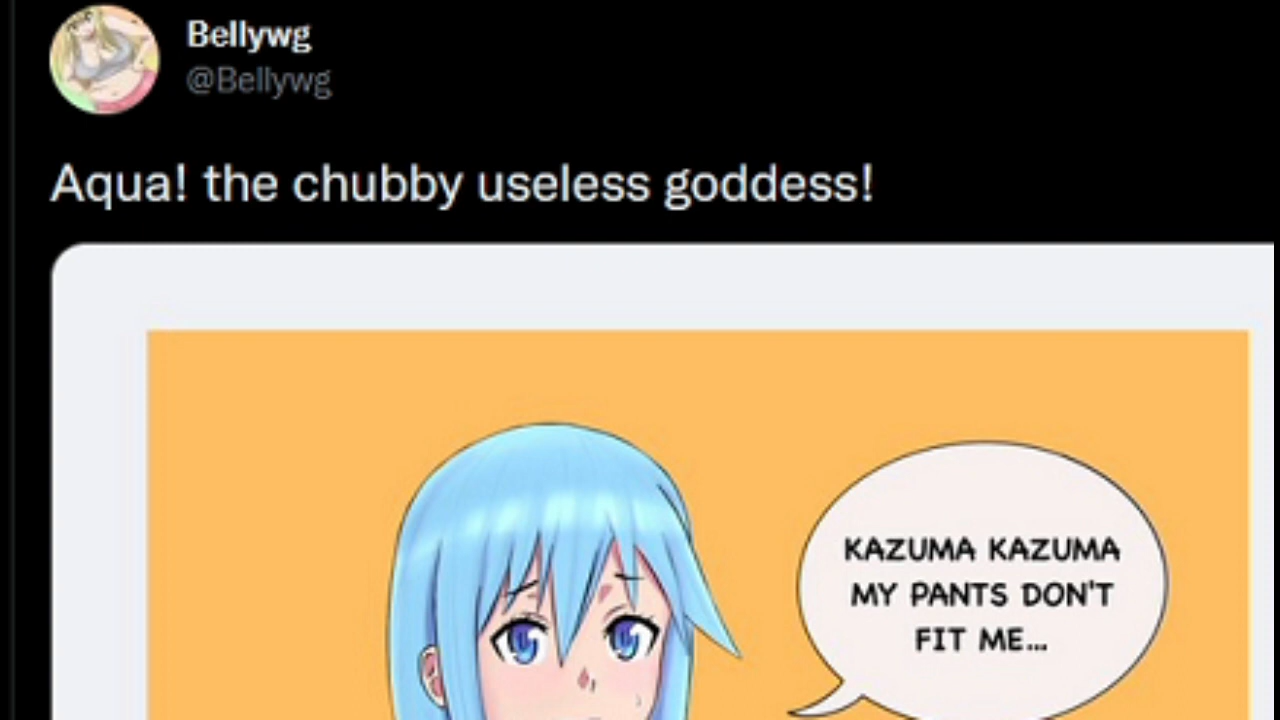 Bellywg
@Bellywg
Aqua! the chubby useless goddess!
KAZUMA KAZUMA
MY PANTS DON'T
FIT ME...